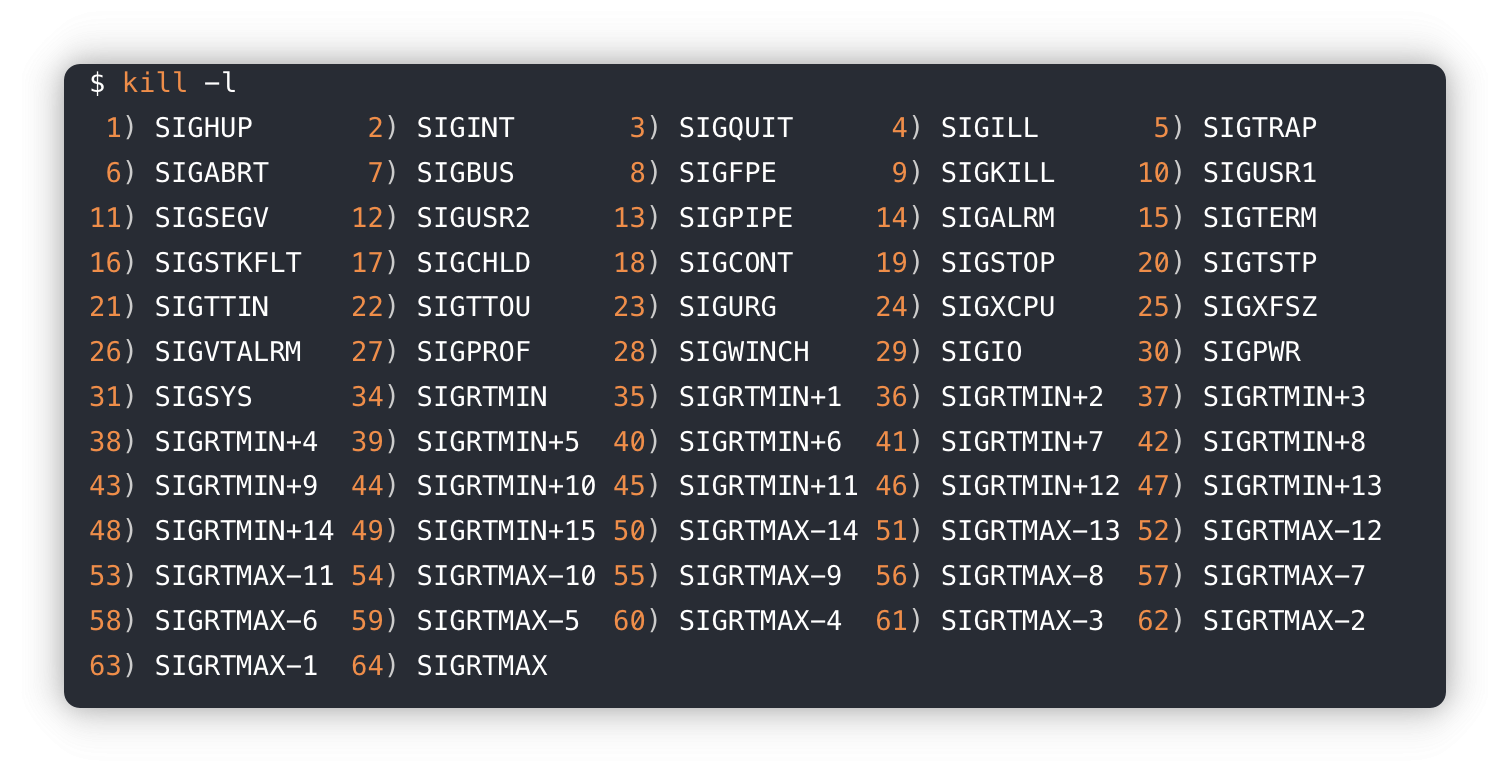 $ kill -l
 1) SIGHUP       2) SIGINT       3) SIGQUIT      4) SIGILL       5) SIGTRAP
 6) SIGABRT      7) SIGBUS       8) SIGFPE       9) SIGKILL     10) SIGUSR1
11) SIGSEGV     12) SIGUSR2     13) SIGPIPE     14) SIGALRM     15) SIGTERM
16) SIGSTKFLT   17) SIGCHLD     18) SIGCONT     19) SIGSTOP     20) SIGTSTP
21) SIGTTIN     22) SIGTTOU     23) SIGURG      24) SIGXCPU     25) SIGXFSZ
26) SIGVTALRM   27) SIGPROF     28) SIGWINCH    29) SIGIO       30) SIGPWR
31) SIGSYS      34) SIGRTMIN    35) SIGRTMIN+1  36) SIGRTMIN+2  37) SIGRTMIN+3
38) SIGRTMIN+4  39) SIGRTMIN+5  40) SIGRTMIN+6  41) SIGRTMIN+7  42) SIGRTMIN+8
43) SIGRTMIN+9  44) SIGRTMIN+10 45) SIGRTMIN+11 46) SIGRTMIN+12 47) SIGRTMIN+13
48) SIGRTMIN+14 49) SIGRTMIN+15 50) SIGRTMAX-14 51) SIGRTMAX-13 52) SIGRTMAX-12
53) SIGRTMAX-11 54) SIGRTMAX-10 55) SIGRTMAX-9  56) SIGRTMAX-8  57) SIGRTMAX-7
58) SIGRTMAX-6  59) SIGRTMAX-5  60) SIGRTMAX-4  61) SIGRTMAX-3  62) SIGRTMAX-2
63) SIGRTMAX-1  64) SIGRTMAX